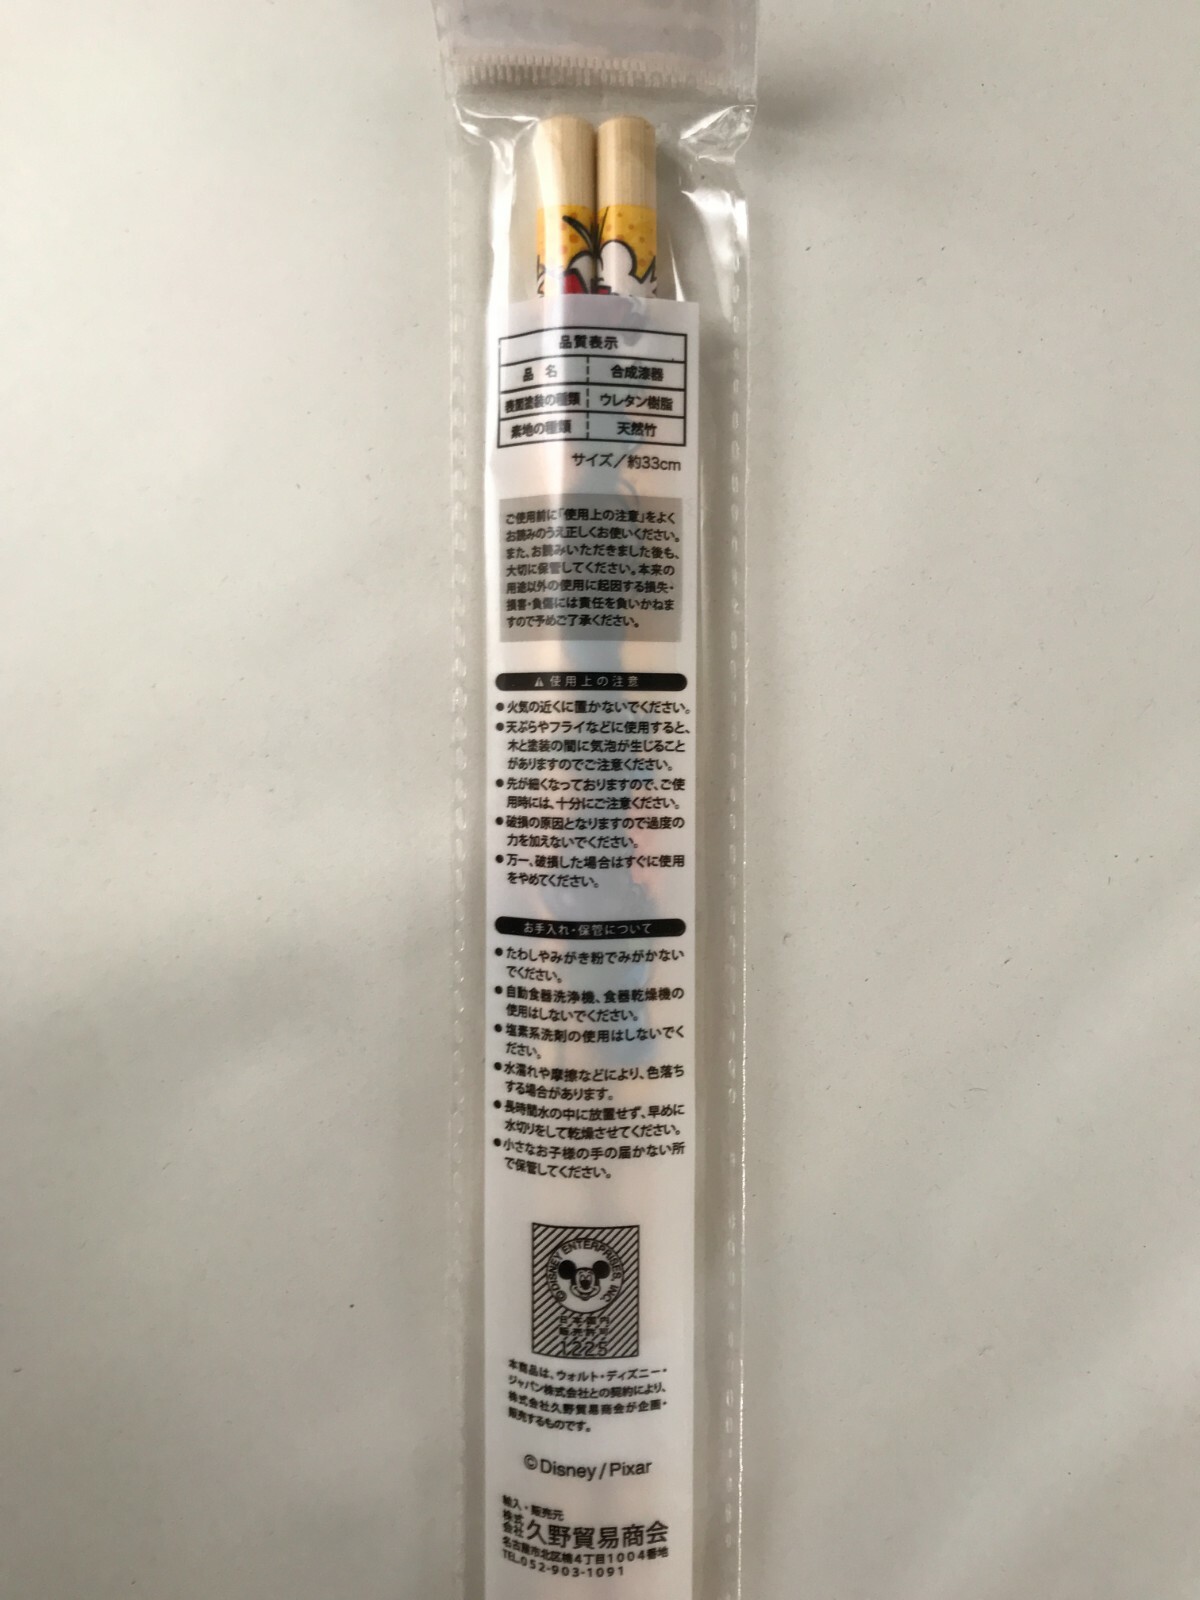 品質表示
品 名 合成漆器
表面塗装の種類 ウレタン樹脂
素地の種類 天然竹
サイズ／約33cm
ご使用前に「使用上の注意」をよく
お読みのうえ正しくお使いください。
また、お読みいただきました後も、
大切に保管してください。本来の
用途以外の使用に起因する損失・
損害・負傷には責任を負いかねま
すので予めご了承ください。
⚠使用上の注意
●火気の近くに置かないでください。
●天ぷらやフライなどに使用すると、
木と塗装の間に気泡が生じること
がありますのでご注意ください。
●先が細くなっておりますので、ご使
用時には、十分にご注意ください。
●破損の原因となりますので過度の
力を加えないでください。
●万一、破損した場合はすぐに使用
をやめてください。
お手入れ・保管について
●たわしやみがき粉でみがかない
でください。
●自動食器洗浄機、食器乾燥機の
使用はしないでください。
●塩素系洗剤の使用はしないでく
ださい。
●水濡れや摩擦などにより、色落ち
する場合があります。
●長時間水の中に放置せず、早めに
水切りをして乾燥させてください。
●小さなお子様の手の届かない所
で保管してください。
©DISNEY ENTERPRISES, INC.
日本国内
販売許可
1225
本商品は、ウォルト・ディズニー・
ジャパン株式会社との契約により、
株式会社久野貿易商会が企画・
販売するものです。
©Disney/Pixar
輸入・販売元
株式会社久野貿易商会
名古屋市北区楠4丁目1004番地
TEL.052-903-1091